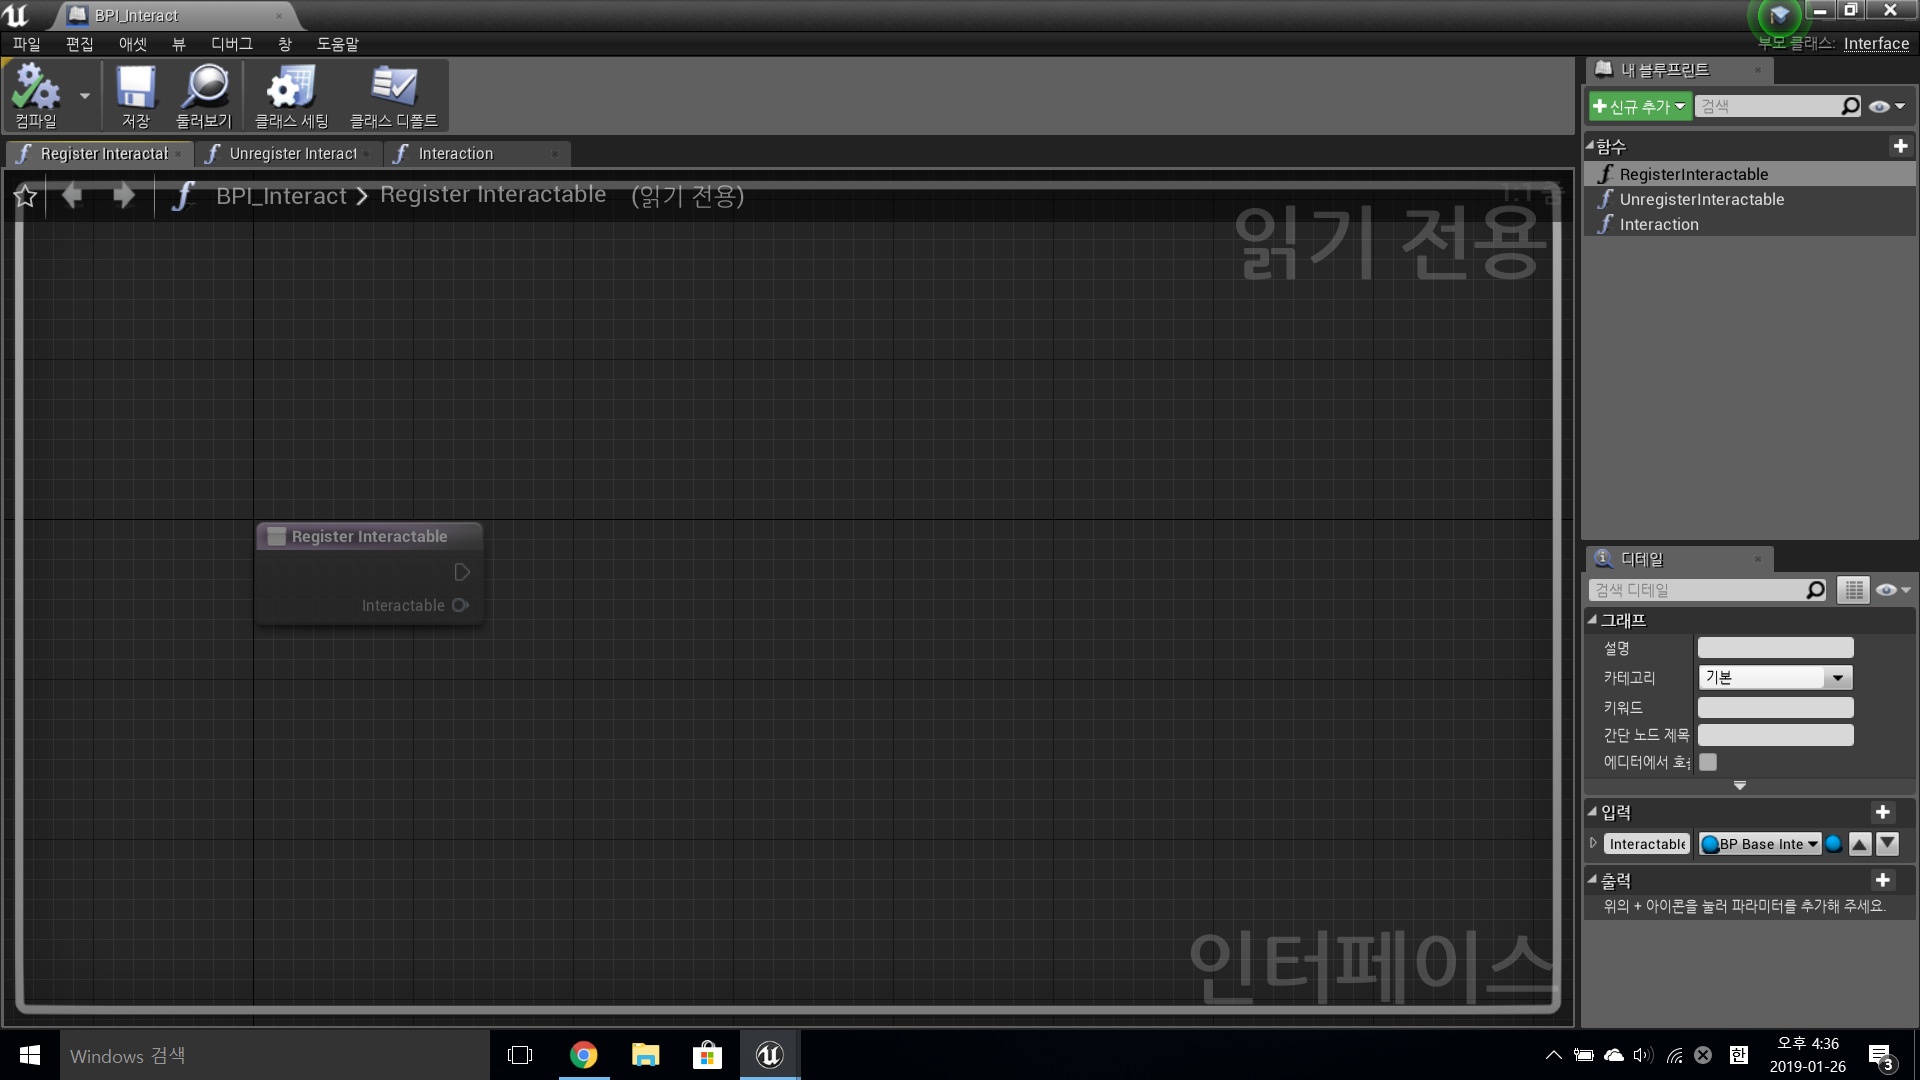 BPI_Interact
파일 편집 애셋 뷰 디버그 창 도움말
부모 클래스: Interface
컴파일 저장 둘러보기 클래스 세팅 클래스 디폴트
내 블루프린트
신규 추가 검색
함수
RegisterInteractable
UnregisterInteractable
Interaction
Register Interactat Unregister Interact Interaction
BPI_Interact Register Interactable (읽기 전용)
1:1 줌
읽기 전용
Register Interactable
Interactable
인터페이스
디테일
검색 디테일
그래프
설명
카테고리 기본
키워드
간단 노드 제목
에디터에서 호출
입력
Interactable BP Base Inte
출력
위의 + 아이콘을 눌러 파라미터를 추가해 주세요.
Windows 검색
한
오후 4:36
2019-01-26
3